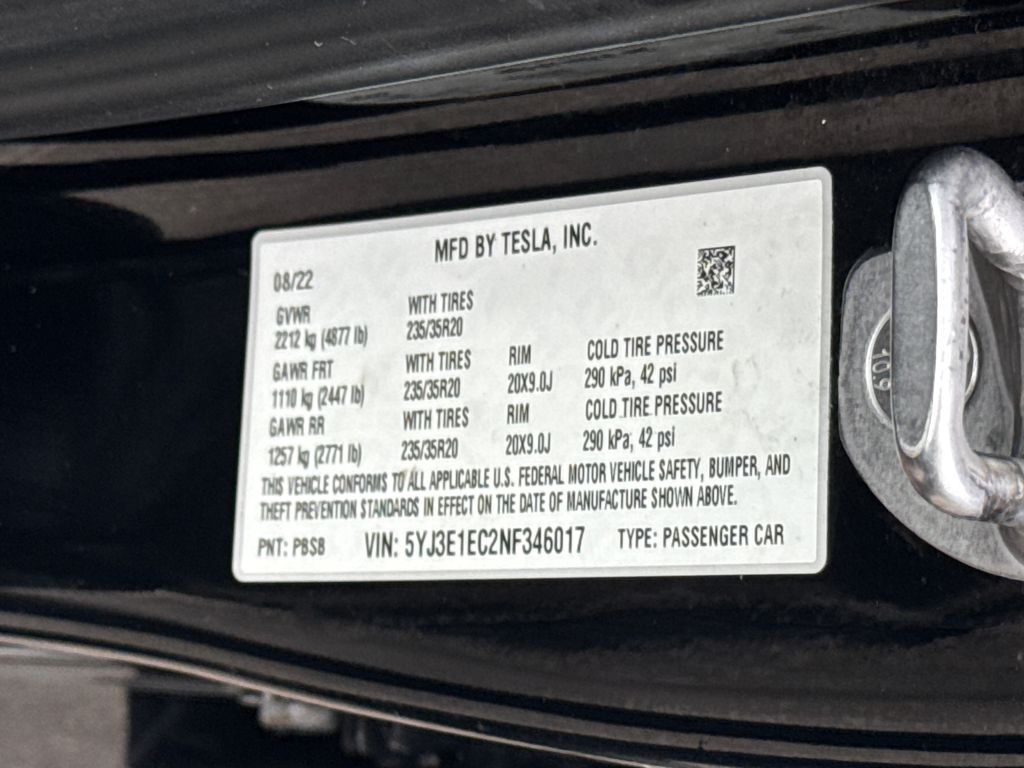 MFD BY TESLA, INC.
08/22
GVWR WITH TIRES
2212 kg (4877 lb) 235/35R20
GAWR FRT WITH TIRES RIM COLD TIRE PRESSURE
1110 kg (2447 lb) 235/35R20 20X9.0J 290 kPa, 42 psi
GAWR RR WITH TIRES RIM COLD TIRE PRESSURE
1257 kg (2771 lb) 235/35R20 20X9.0J 290 kPa, 42 psi
THIS VEHICLE CONFORMS TO ALL APPLICABLE U.S. FEDERAL MOTOR VEHICLE SAFETY, BUMPER, AND
THEFT PREVENTION STANDARDS IN EFFECT ON THE DATE OF MANUFACTURE SHOWN ABOVE.
PNT: PBSB VIN: 5YJ3E1EC2NF346017 TYPE: PASSENGER CAR
10.9